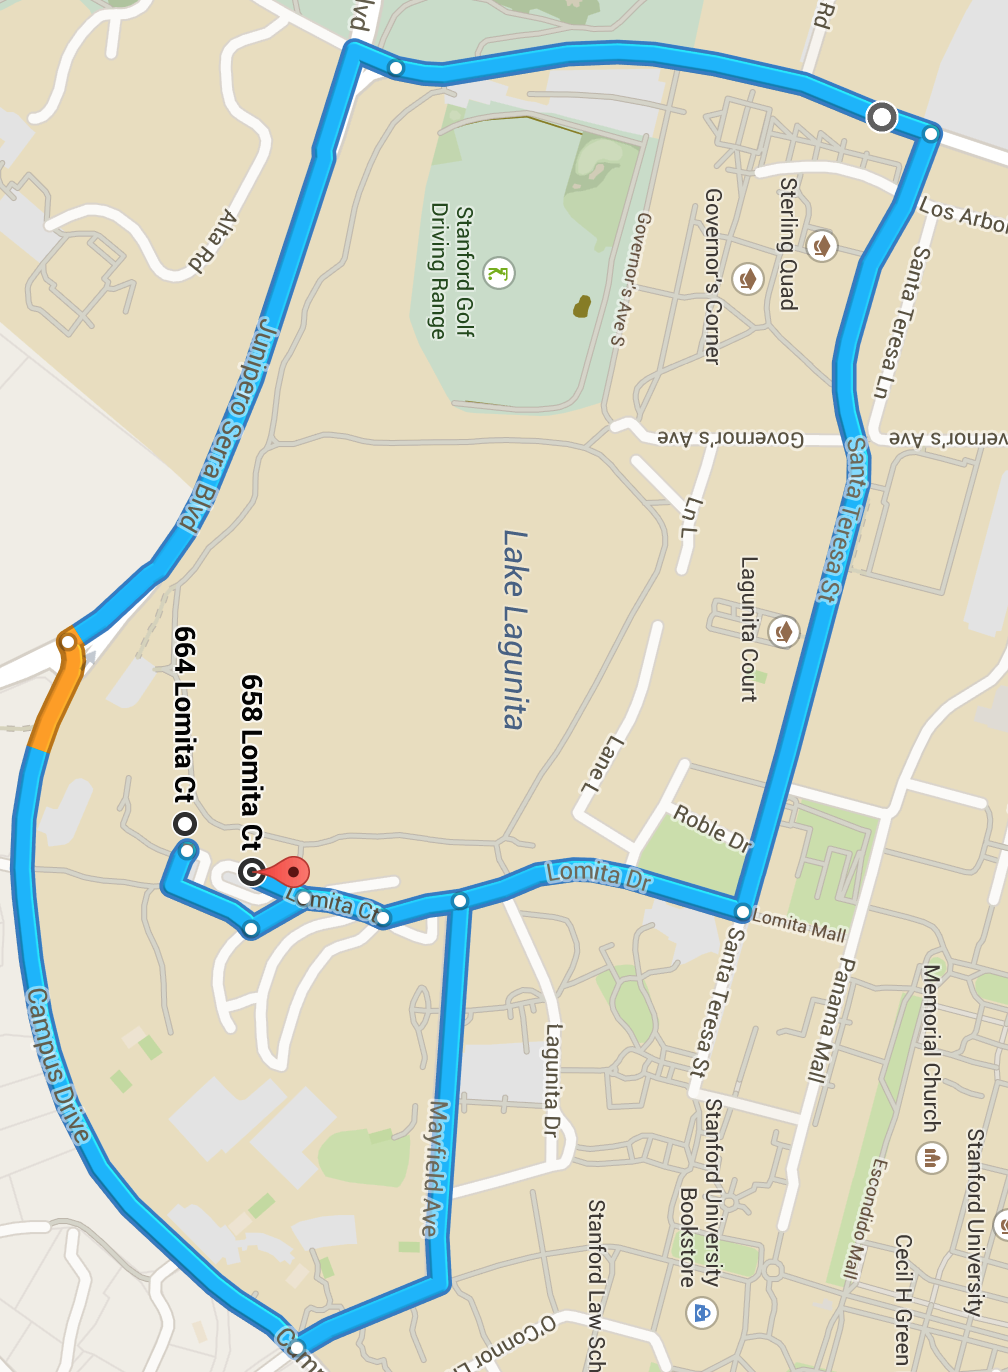 lvd
Rd
Los Arbor
Alta Rd
Stanford Golf
Driving Range
Governor's Ave S
Governor's Corner
Sterling Quad
Santa Teresa Ln
Junipero Serra Blvd
Governor's Ave
Governor's Ave
Santa Teresa St
Ln L
Lake Lagunita
Lagunita Court
664 Lomita Ct
658 Lomita Ct
Lane L
Roble Dr
Lomita Dr
Lomita Ct
Lomita Mall
Santa Teresa St
Panama Mall
Memorial Church
Campus Drive
Lagunita Dr
Mayfield Ave
Stanford University
Bookstore
Escondido Mall
Stanford University
Stanford Law Sch
Cecil H Green
O'Connor L
Cam